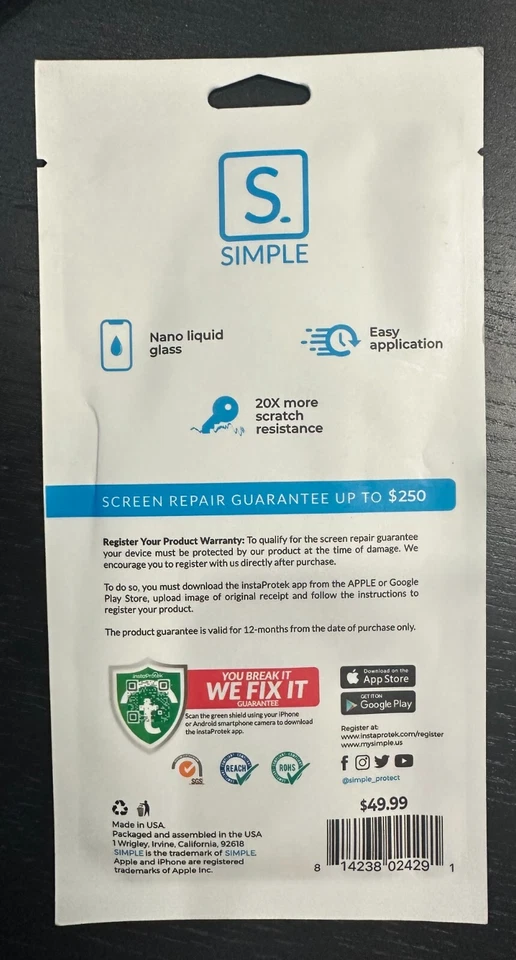 S.
SIMPLE
Nano liquid
glass
Easy
application
20X more
scratch
resistance
SCREEN REPAIR GUARANTEE UP TO $250
Register Your Product Warranty: To qualify for the screen repair guarantee
your device must be protected by our product at the time of damage. We
encourage you to register with us directly after purchase.
To do so, you must download the instaProtek app from the APPLE or Google
Play Store, upload image of original receipt and follow the instructions to
register your product.
The product guarantee is valid for 12-months from the date of purchase only.
InstaProtek
t
YOU BREAK IT
WE FIX IT
GUARANTEE
Scan the green shield using your iPhone
or Android smartphone camera to download
the instaProtek app.
Download on the
App Store
GET IT ON
Google Play
Register at:
www.instaprotek.com/register
www.mysimple.us
@simple_protect
SGS
REACH
ROHS
$49.99
Made in USA.
Packaged and assembled in the USA
1 Wrigley, Irvine, California, 92618
SIMPLE is the trademark of SIMPLE.
Apple and iPhone are registered
trademarks of Apple Inc.
8 14238 02429 1